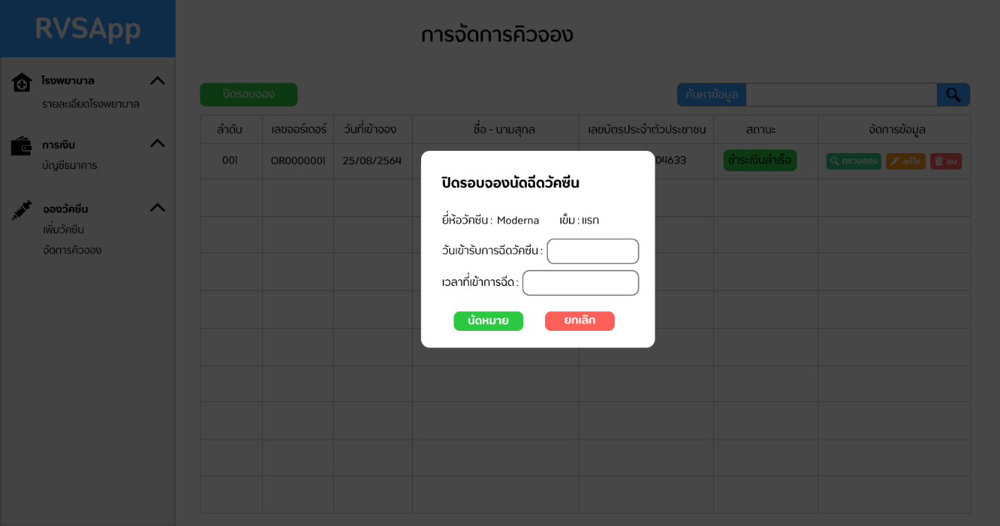 RVSApp
การจัดการคิวจอง
โรงพยาบาล
รายละเอียดโรงพยาบาล
การเงิน
บัญชีธนาคาร
จองวัคซีน
เพิ่มวัคซีน
จัดการคิวจอง
ปิดรอบจอง
ค้นหาข้อมูล
ลำดับ เลขออร์เดอร์ วันที่เข้าจอง ชื่อ - นามสกุล เลขบัตรประจำตัวประชาชน สถานะ จัดการข้อมูล
001 OR0000001 25/08/2564 04633 ชำระเงินสำเร็จ ตรวจสอบ แก้ไข ลบ
ปิดรอบจองนัดฉีดวัคซีน
ยี่ห้อวัคซีน : Moderna เข็ม : แรก
วันเข้ารับการฉีดวัคซีน :
เวลาที่เข้าการฉีด :
นัดหมาย ยกเลิก